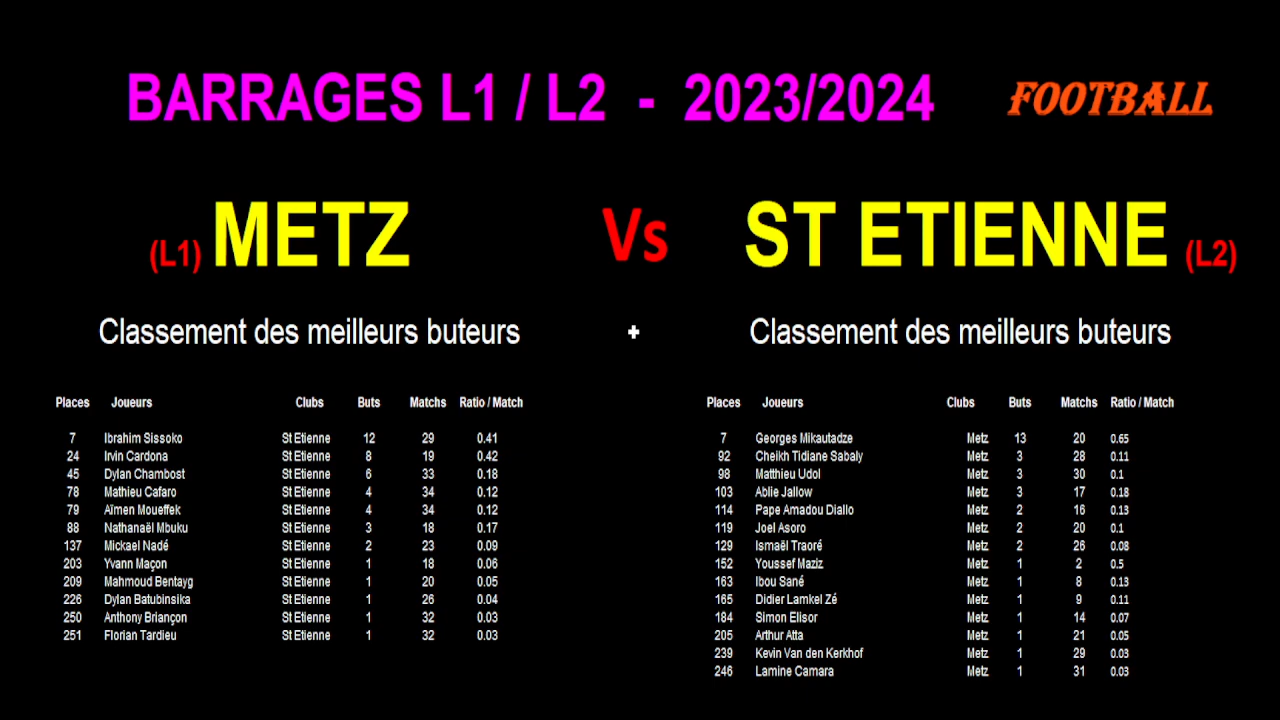 BARRAGES L1 / L2 - 2023/2024 FOOTBALL
(L1) METZ Vs ST ETIENNE (L2)
Classement des meilleurs buteurs + Classement des meilleurs buteurs
Places Joueurs Clubs Buts Matchs Ratio / Match
7 Ibrahim Sissoko St Etienne 12 29 0.41
24 Irvin Cardona St Etienne 8 19 0.42
45 Dylan Chambost St Etienne 6 33 0.18
78 Mathieu Cafaro St Etienne 4 34 0.12
79 Aïmen Moueffek St Etienne 4 34 0.12
88 Nathanaël Mbuku St Etienne 3 18 0.17
137 Mickael Nadé St Etienne 2 23 0.09
203 Yvann Maçon St Etienne 1 18 0.06
209 Mahmoud Bentayg St Etienne 1 20 0.05
226 Dylan Batubinsika St Etienne 1 26 0.04
250 Anthony Briançon St Etienne 1 32 0.03
251 Florian Tardieu St Etienne 1 32 0.03
Places Joueurs Clubs Buts Matchs Ratio / Match
7 Georges Mikautadze Metz 13 20 0.65
92 Cheikh Tidiane Sabaly Metz 3 28 0.11
98 Matthieu Udol Metz 3 30 0.1
103 Ablie Jallow Metz 3 17 0.18
114 Pape Amadou Diallo Metz 2 16 0.13
119 Joel Asoro Metz 2 20 0.1
129 Ismaël Traoré Metz 2 26 0.08
152 Youssef Maziz Metz 1 2 0.5
163 Ibou Sané Metz 1 8 0.13
165 Didier Lamkel Zé Metz 1 9 0.11
184 Simon Elisor Metz 1 14 0.07
205 Arthur Atta Metz 1 21 0.05
239 Kevin Van den Kerkhof Metz 1 29 0.03
246 Lamine Camara Metz 1 31 0.03